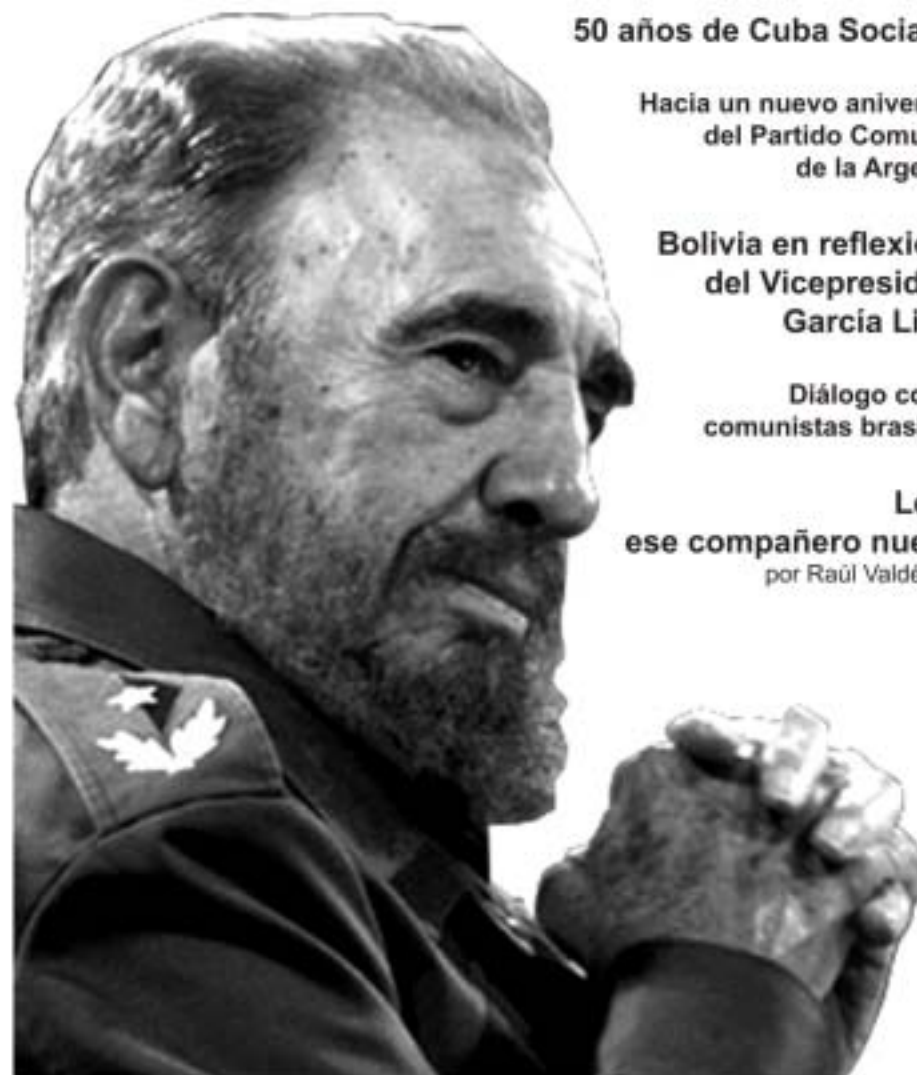 50 años de Cuba Socia
Hacia un nuevo aniver
del Partido Comu
de la Arge
Bolivia en reflexio
del Vicepresid
García Li
Diálogo co
comunistas bras
L
ese compañero nue
por Raúl Valdé